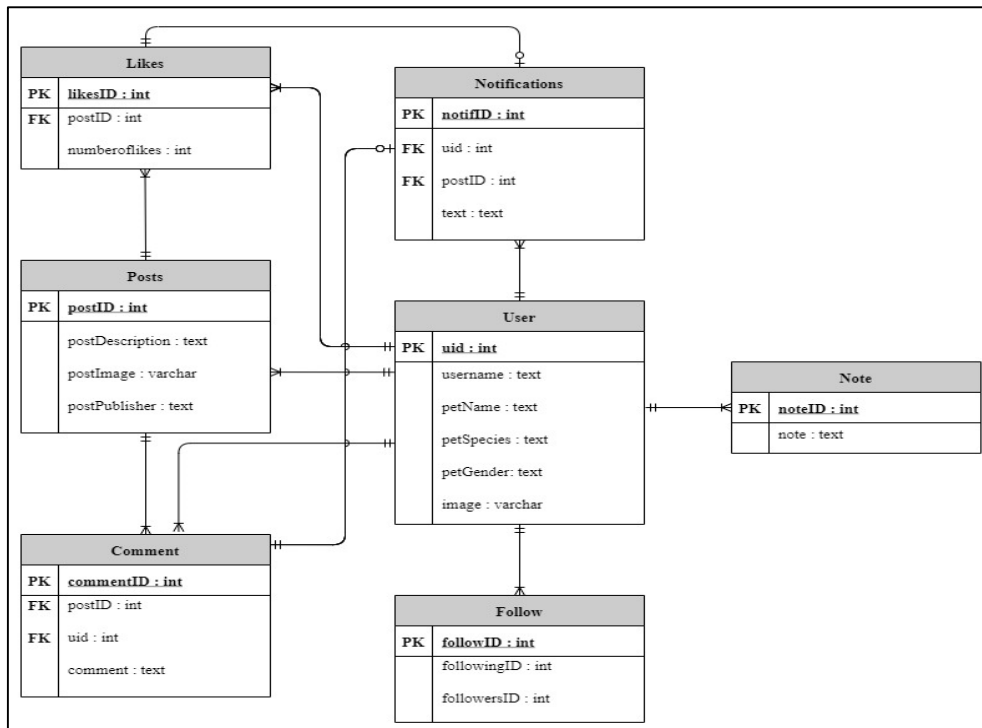 Likes
PK likesID : int
FK postID : int
numberoflikes : int
Notifications
PK notifID : int
FK uid : int
FK postID : int
text : text
Posts
PK postID : int
postDescription : text
postImage : varchar
postPublisher : text
User
PK uid : int
username : text
petName : text
petSpecies : text
petGender: text
image : varchar
Note
PK noteID : int
note : text
Comment
PK commentID : int
FK postID : int
FK uid : int
comment : text
Follow
PK followID : int
followingID : int
followersID : int